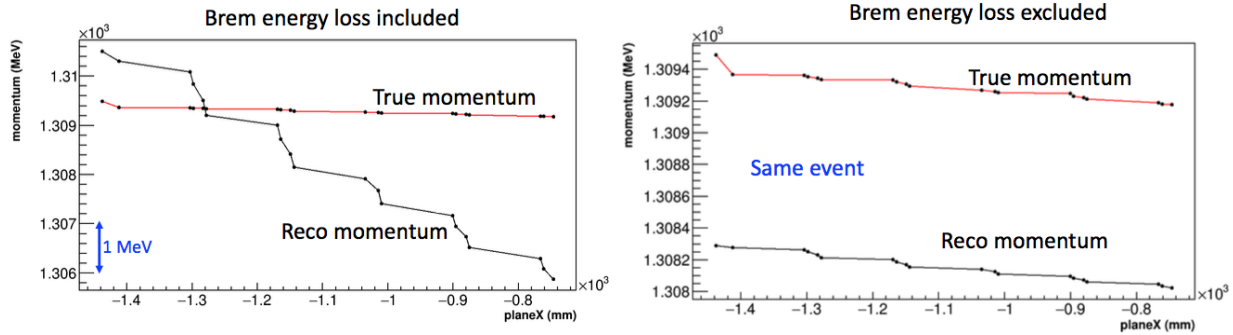 Brem energy loss included
×10³
momentum (MeV)
1.31
1.309
1.308
1.307
1.306
True momentum
Reco momentum
1 MeV
−1.4 −1.3 −1.2 −1.1 −1 −0.9 −0.8
×10³
planeX (mm)
Brem energy loss excluded
×10³
momentum (MeV)
1.3094
1.3092
1.309
1.3088
1.3086
1.3084
1.3082
1.308
True momentum
Same event
Reco momentum
−1.4 −1.3 −1.2 −1.1 −1 −0.9 −0.8
×10³
planeX (mm)